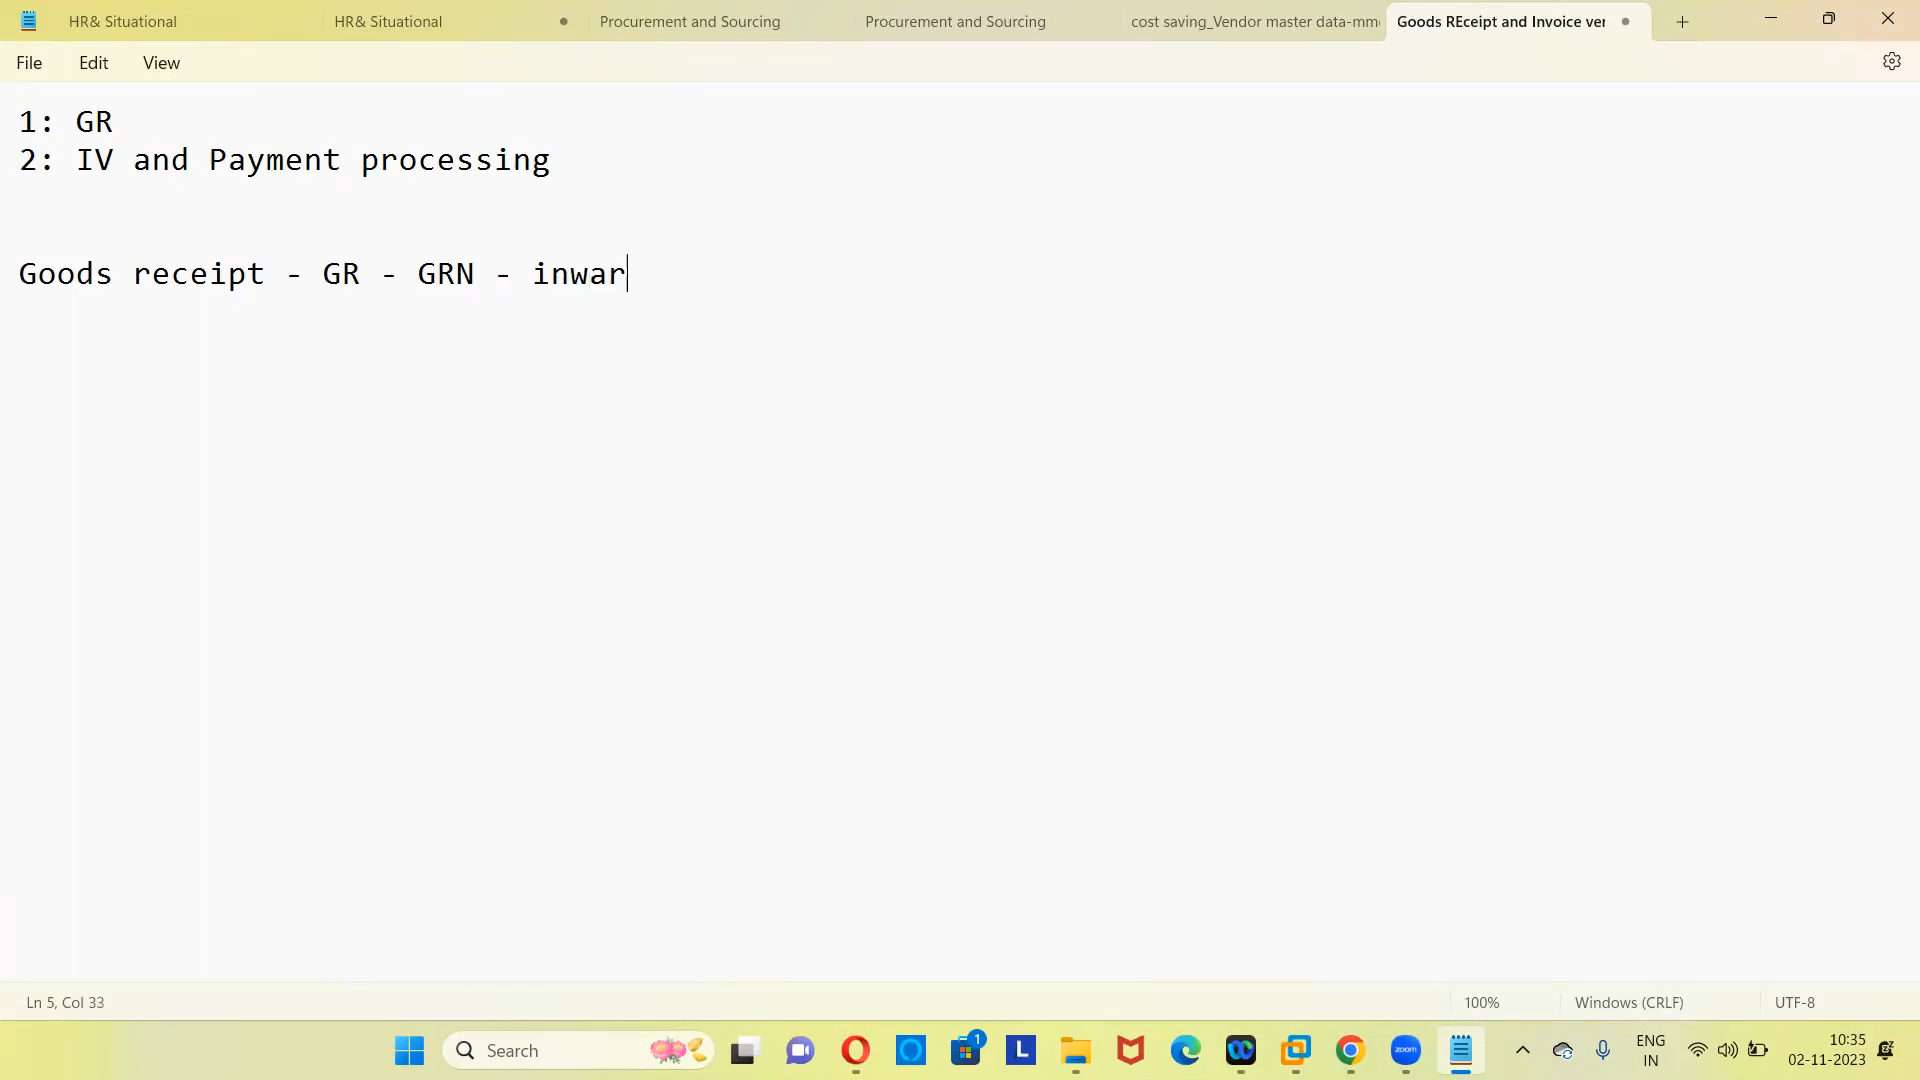 HR& Situational HR& Situational Procurement and Sourcing Procurement and Sourcing cost saving_Vendor master data-mm Goods REceipt and Invoice ver
File Edit View
1: GR
2: IV and Payment processing
Goods receipt - GR - GRN - inwar
Ln 5, Col 33 100% Windows (CRLF) UTF-8
Search 1 L zoom ENG 10:35
IN 02-11-2023